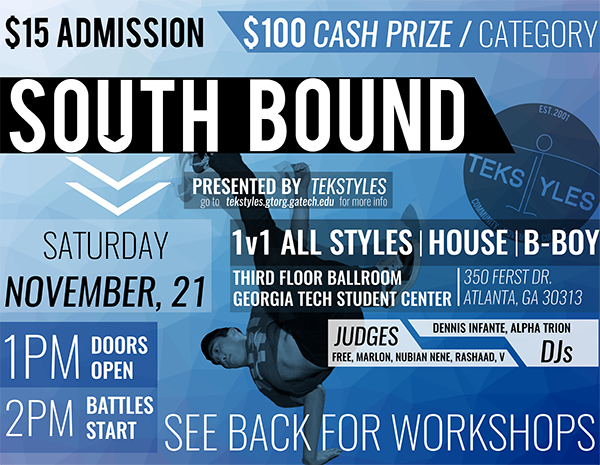 $15 ADMISSION
$100 CASH PRIZE / CATEGORY
SOUTH BOUND
EST.2001
TEKSTYLES
PRESENTED BY TEKSTYLES
go to tekstyles.gtorg.gatech.edu for more info
SATURDAY
NOVEMBER, 21
1v1 ALL STYLES | HOUSE | B-BOY
THIRD FLOOR BALLROOM
GEORGIA TECH STUDENT CENTER
350 FERST DR.
ATLANTA, GA 30313
1PM DOORS
OPEN
2PM BATTLES
START
JUDGES
DENNIS INFANTE, ALPHA TRION
FREE, MARLON, NUBIAN NENE, RASHAAD, V
DJs
SEE BACK FOR WORKSHOPS